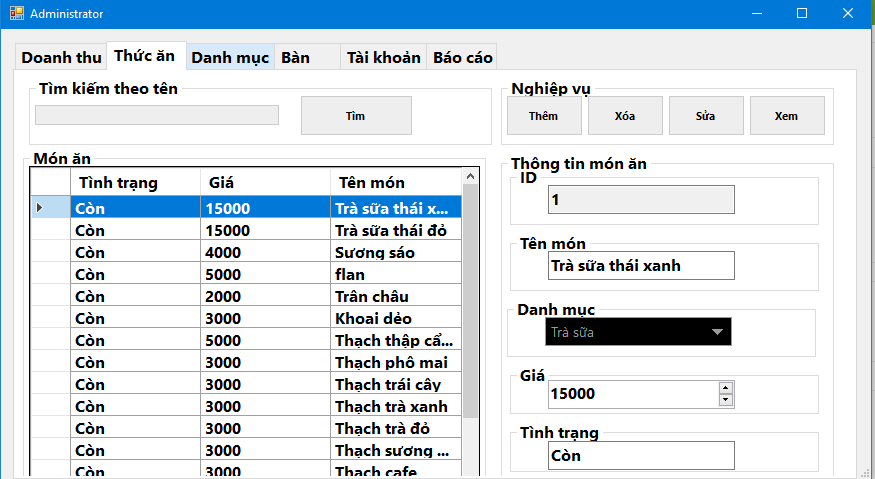 Administrator
Doanh thu Thức ăn Danh mục Bàn Tài khoản Báo cáo
Tìm kiếm theo tên
Tìm
Nghiệp vụ
Thêm Xóa Sửa Xem
Món ăn
Tình trạng Giá Tên món
Còn 15000 Trà sữa thái x...
Còn 15000 Trà sữa thái đỏ
Còn 4000 Sương sáo
Còn 5000 flan
Còn 2000 Trân châu
Còn 3000 Khoai dẻo
Còn 5000 Thạch thập cẩ...
Còn 3000 Thạch phô mai
Còn 3000 Thạch trái cây
Còn 3000 Thạch trà xanh
Còn 3000 Thạch trà đỏ
Còn 3000 Thạch sương ...
Còn 3000 Thạch cafe
Thông tin món ăn
ID
1
Tên món
Trà sữa thái xanh
Danh mục
Trà sữa
Giá
15000
Tình trạng
Còn